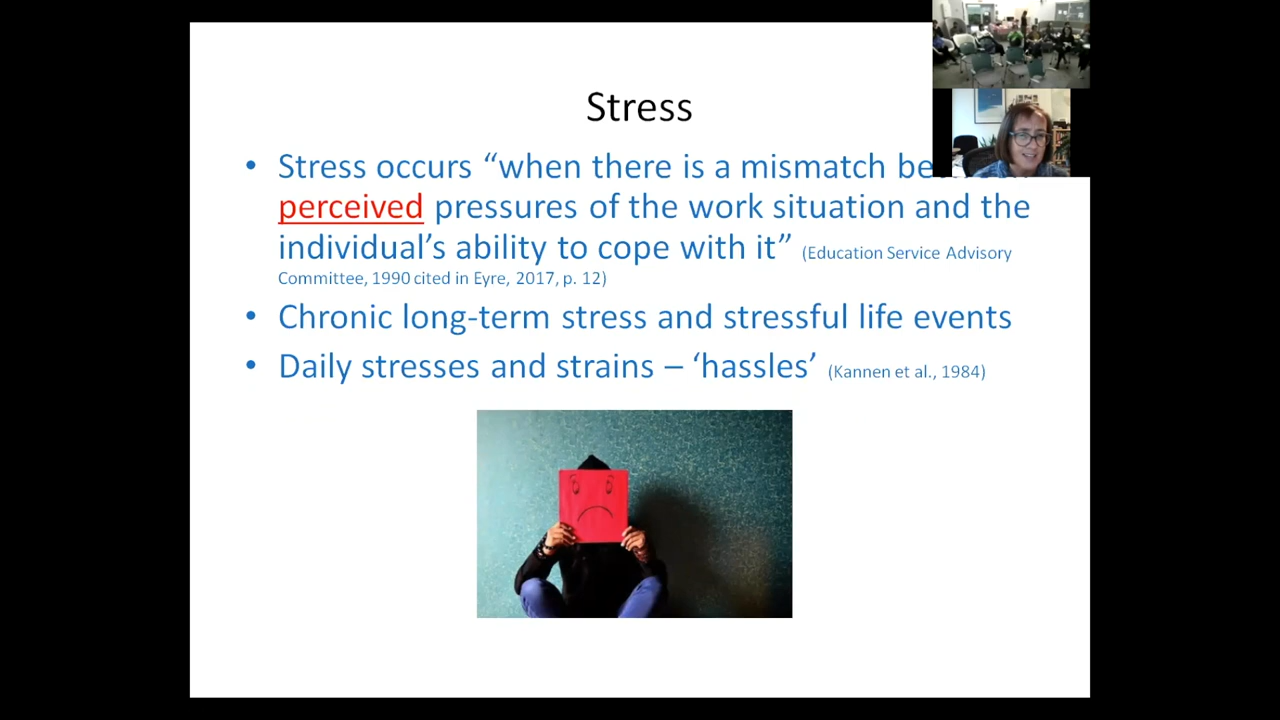 Stress
• Stress occurs “when there is a mismatch
perceived pressures of the work situation and the
individual’s ability to cope with it” (Education Service Advisory
Committee, 1990 cited in Eyre, 2017, p. 12)
• Chronic long-term stress and stressful life events
• Daily stresses and strains – ‘hassles’ (Kannen et al., 1984)